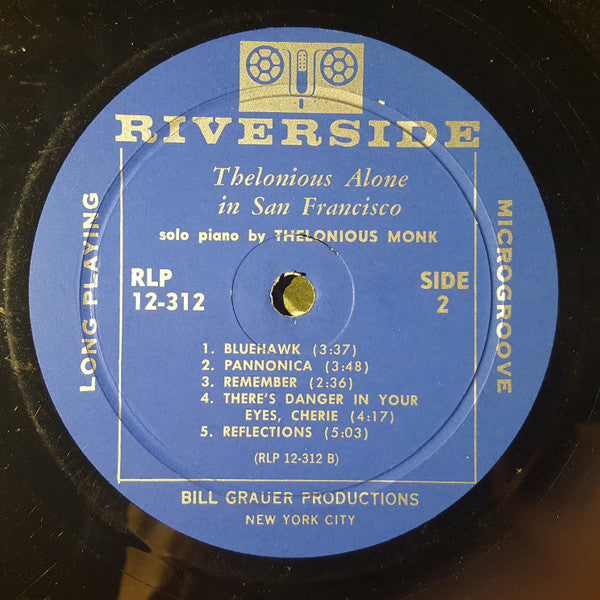 RIVERSIDE
Thelonious Alone
in San Francisco
solo piano by THELONIOUS MONK
LONG PLAYING
MICROGROOVE
RLP
12-312
SIDE
2
1. BLUEHAWK (3:37)
2. PANNONICA (3:48)
3. REMEMBER (2:36)
4. THERE'S DANGER IN YOUR
EYES, CHERIE (4:17)
5. REFLECTIONS (5:03)
(RLP 12-312 B)
BILL GRAUER PRODUCTIONS
NEW YORK CITY